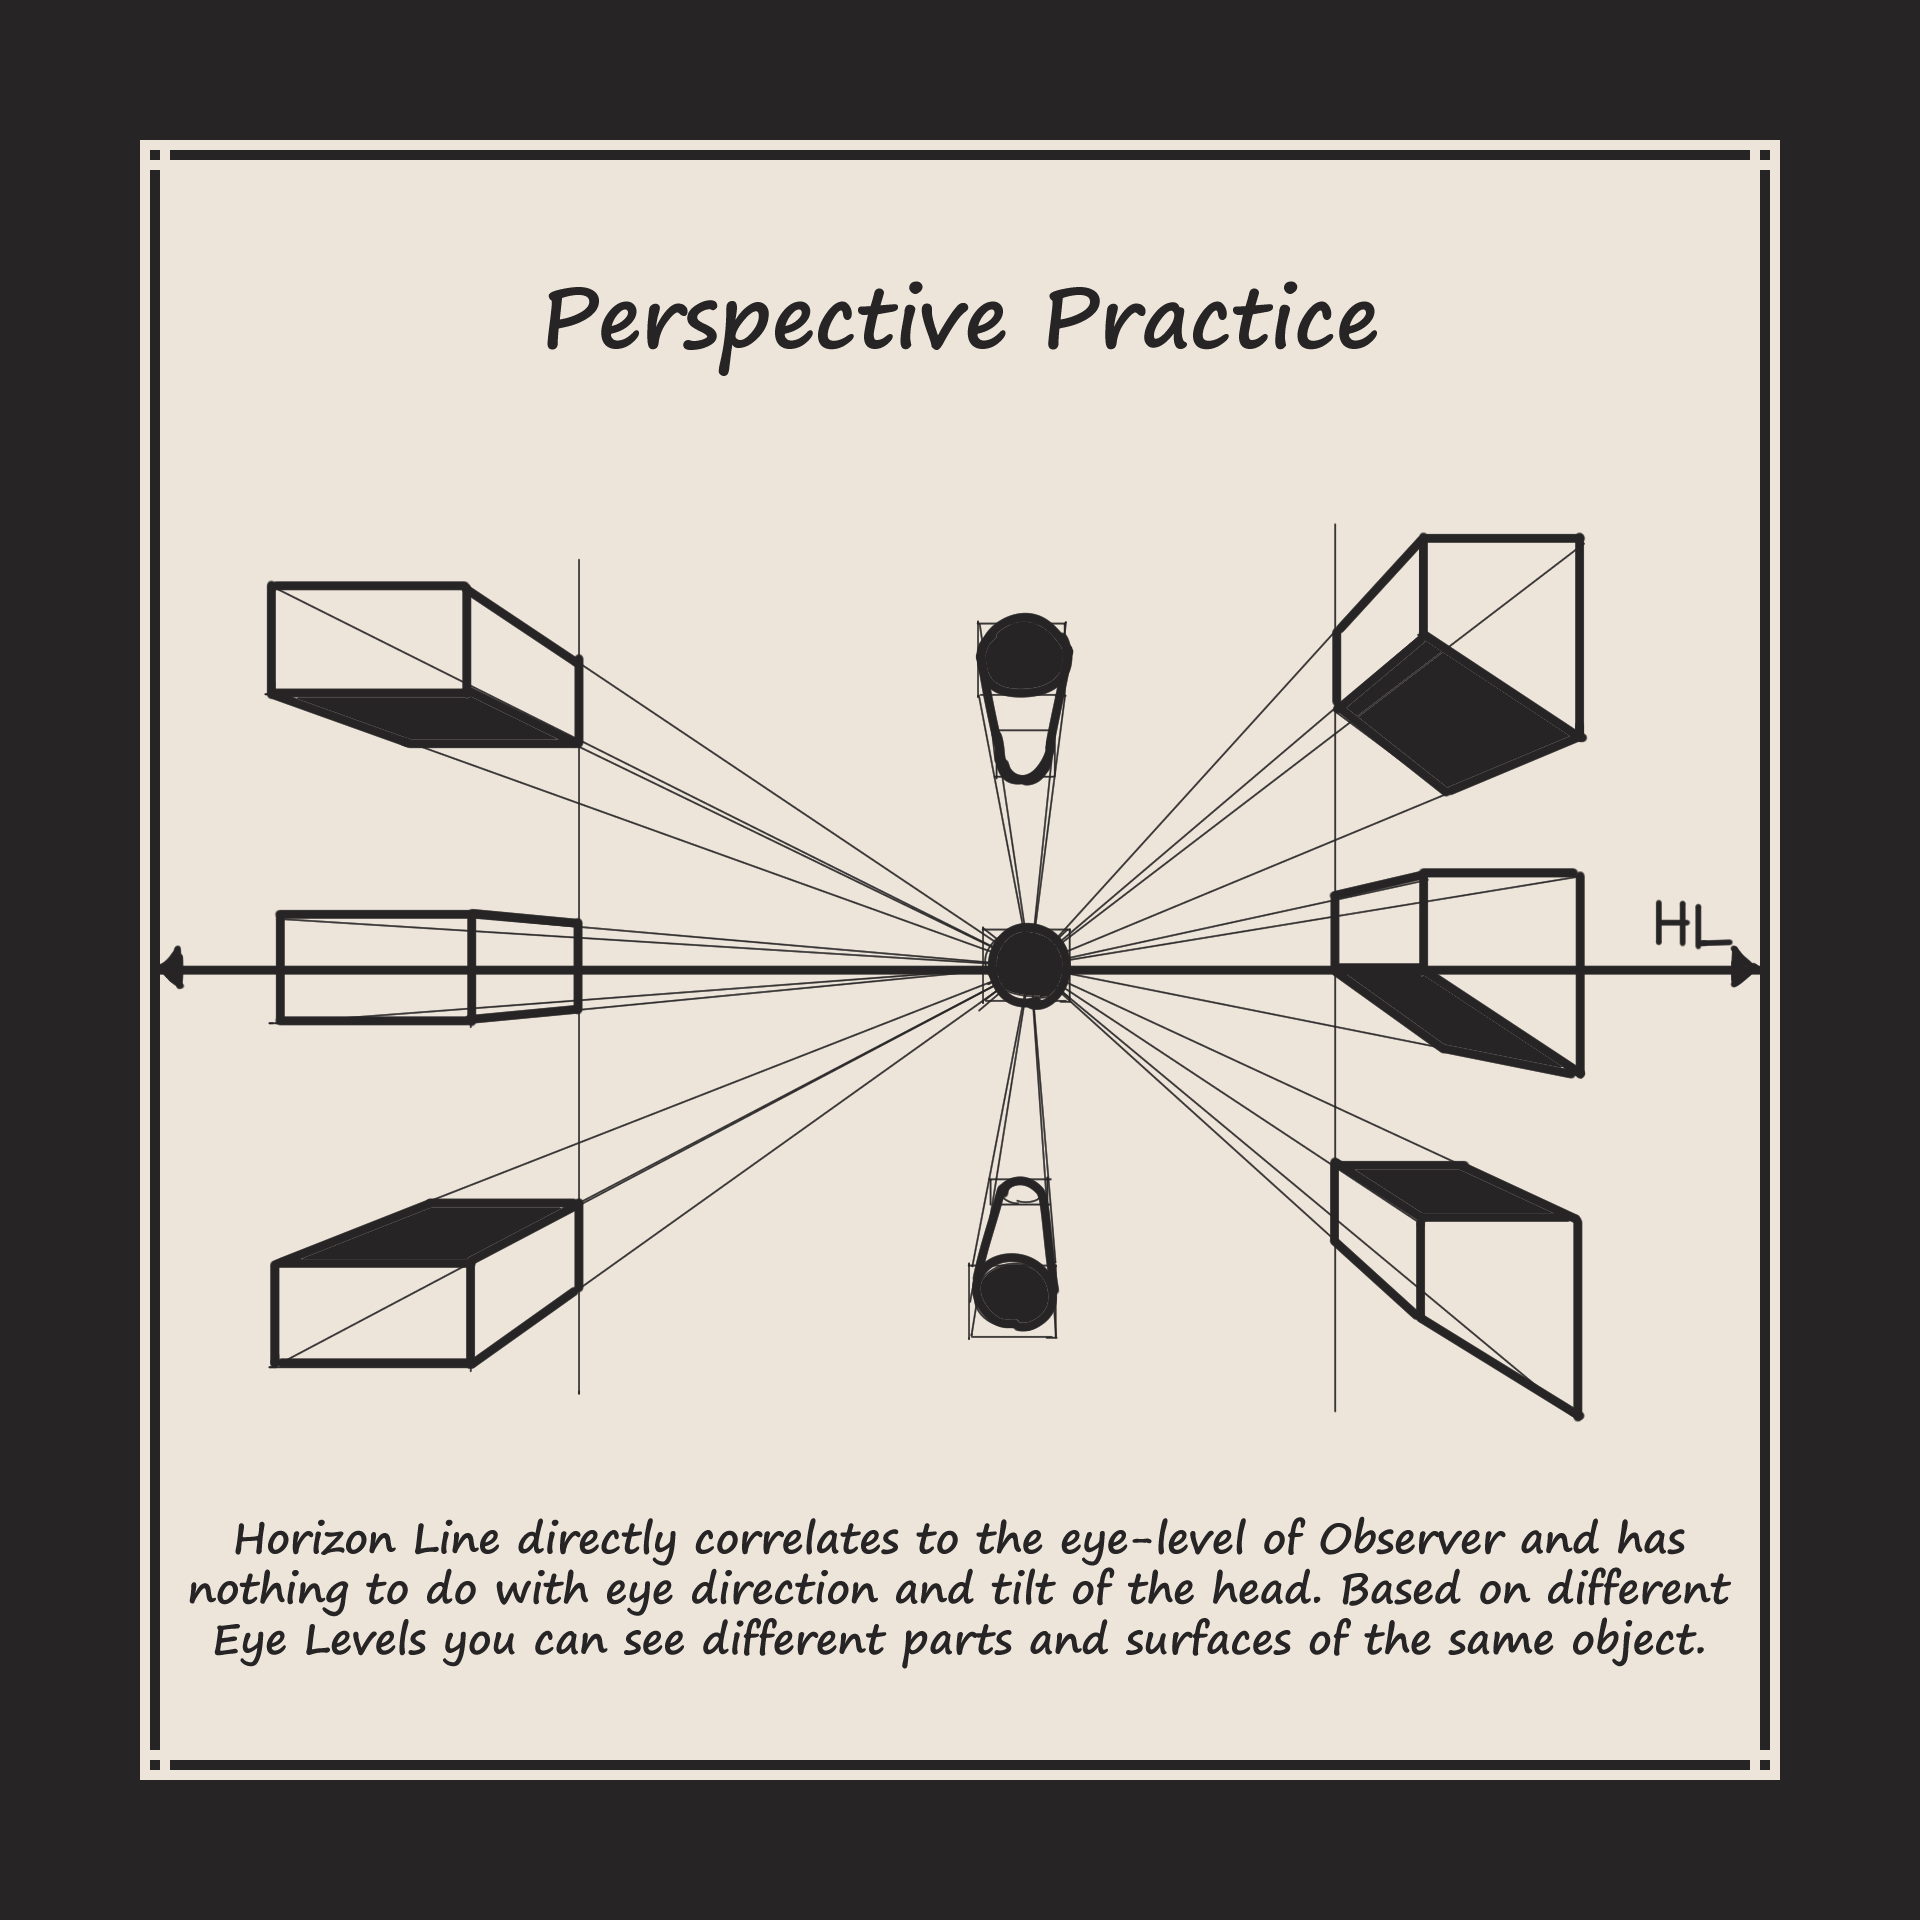 Perspective Practice
HL
Horizon Line directly correlates to the eye-level of Observer and has
nothing to do with eye direction and tilt of the head. Based on different
Eye Levels you can see different parts and surfaces of the same object.